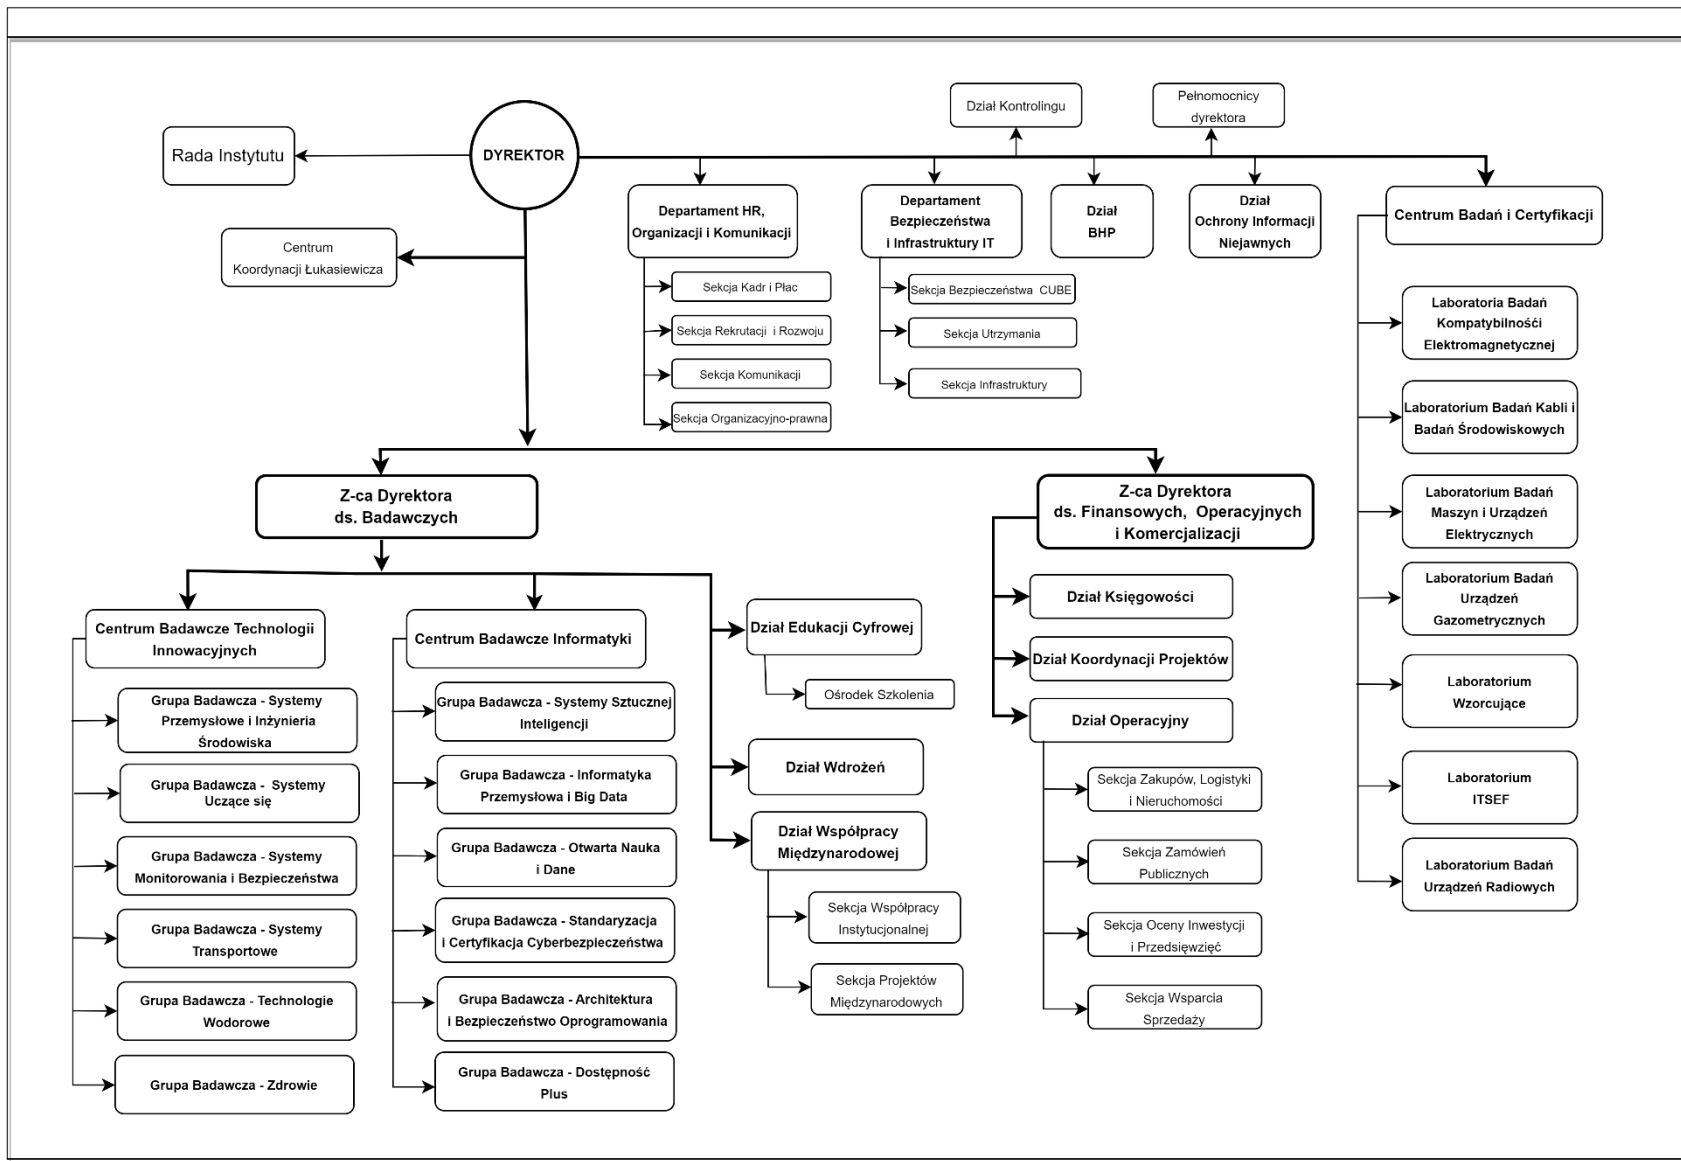 Dział Kontrolingu
Pełnomocnicy
dyrektora
Rada Instytutu
DYREKTOR
Departament HR,
Organizacji i Komunikacji
Departament
Bezpieczeństwa
i Infrastruktury IT
Dział
BHP
Dział
Ochrony Informacji
Niejawnych
Centrum Badań i Certyfikacji
Centrum
Koordynacji Łukasiewicza
Sekcja Kadr i Płac
Sekcja Rekrutacji i Rozwoju
Sekcja Komunikacji
Sekcja Organizacyjno-prawna
Sekcja Bezpieczeństwa CUBE
Sekcja Utrzymania
Sekcja Infrastruktury
Laboratoria Badań
Kompatybilnośći
Elektromagnetycznej
Laboratorium Badań Kabli i
Badań Środowiskowych
Laboratorium Badań
Maszyn i Urządzeń
Elektrycznych
Laboratorium Badań
Urządzeń
Gazometrycznych
Laboratorium
Wzorcujące
Laboratorium
ITSEF
Laboratorium Badań
Urządzeń Radiowych
Z-ca Dyrektora
ds. Badawczych
Z-ca Dyrektora
ds. Finansowych, Operacyjnych
i Komercjalizacji
Centrum Badawcze Technologii
Innowacyjnych
Grupa Badawcza - Systemy
Przemysłowe i Inżynieria
Środowiska
Grupa Badawcza - Systemy
Uczące się
Grupa Badawcza - Systemy
Monitorowania i Bezpieczeństwa
Grupa Badawcza - Systemy
Transportowe
Grupa Badawcza - Technologie
Wodorowe
Grupa Badawcza - Zdrowie
Centrum Badawcze Informatyki
Grupa Badawcza - Systemy Sztucznej
Inteligencji
Grupa Badawcza - Informatyka
Przemysłowa i Big Data
Grupa Badawcza - Otwarta Nauka
i Dane
Grupa Badawcza - Standaryzacja
i Certyfikacja Cyberbezpieczeństwa
Grupa Badawcza - Architektura
i Bezpieczeństwo Oprogramowania
Grupa Badawcza - Dostępność
Plus
Dział Edukacji Cyfrowej
Ośrodek Szkolenia
Dział Wdrożeń
Dział Współpracy
Międzynarodowej
Sekcja Współpracy
Instytucjonalnej
Sekcja Projektów
Międzynarodowych
Dział Księgowości
Dział Koordynacji Projektów
Dział Operacyjny
Sekcja Zakupów, Logistyki
i Nieruchomości
Sekcja Zamówień
Publicznych
Sekcja Oceny Inwestycji
i Przedsięwzięć
Sekcja Wsparcia
Sprzedaży